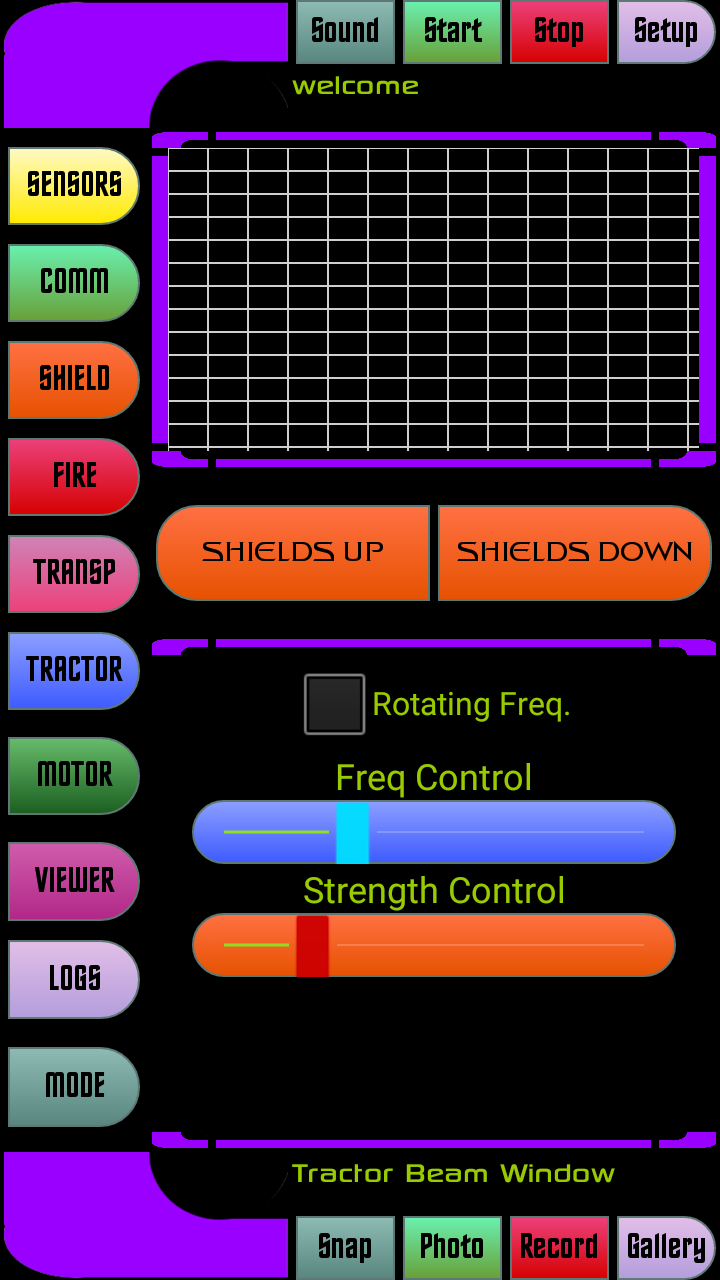 Sound Start Stop Setup
welcome
SENSORS
COMM
SHIELD
FIRE
TRANSP
TRACTOR
MOTOR
VIEWER
LOGS
MODE
SHIELDS UP SHIELDS DOWN
Rotating Freq.
Freq Control
Strength Control
Tractor Beam Window
Snap Photo Record Gallery